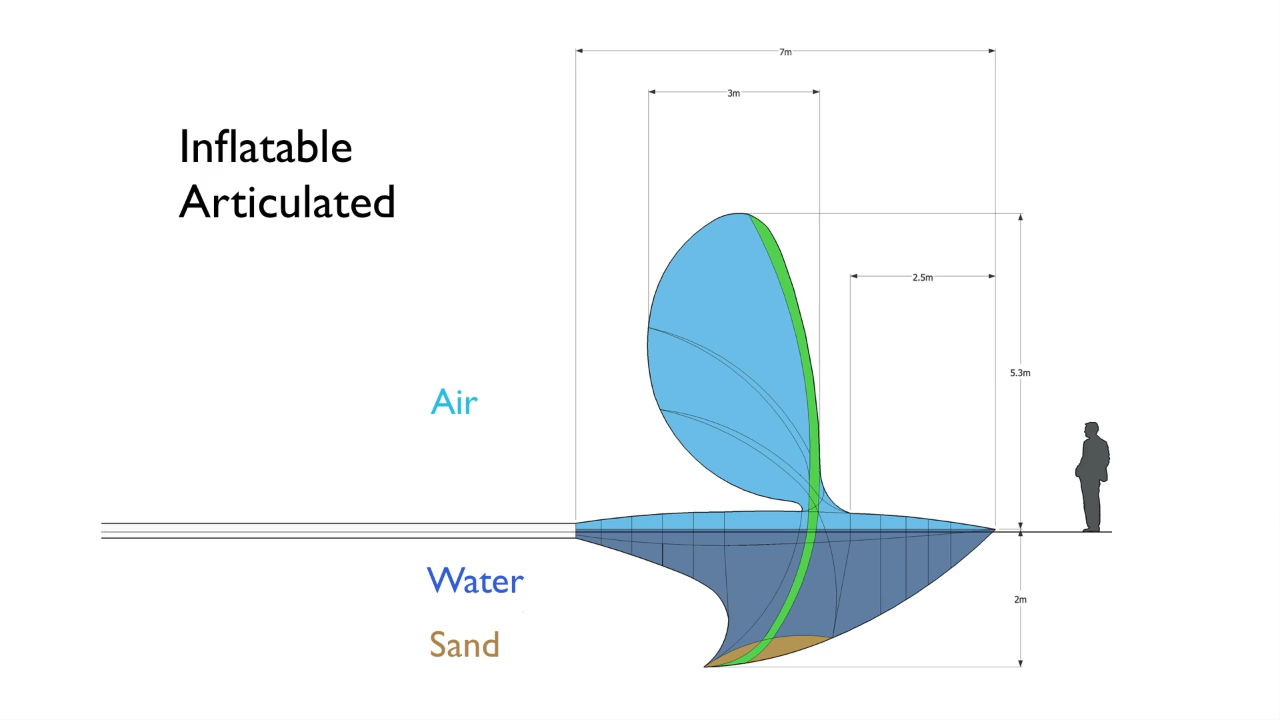 7m
3m
Inflatable
Articulated
2.5m
5.3m
Air
Water
2m
Sand